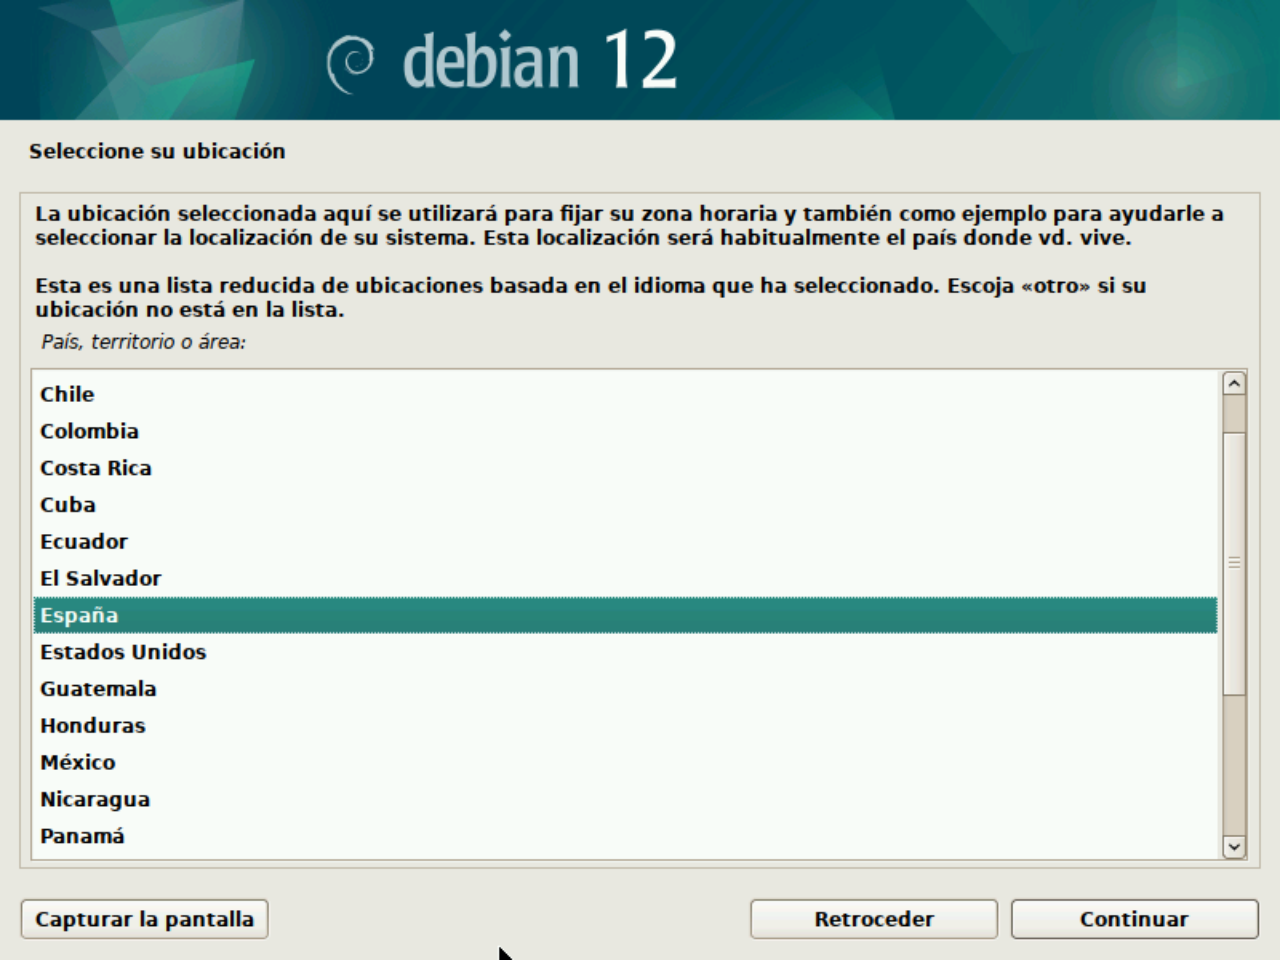 debian 12
Seleccione su ubicación
La ubicación seleccionada aquí se utilizará para fijar su zona horaria y también como ejemplo para ayudarle a
seleccionar la localización de su sistema. Esta localización será habitualmente el país donde vd. vive.
Esta es una lista reducida de ubicaciones basada en el idioma que ha seleccionado. Escoja «otro» si su
ubicación no está en la lista.
País, territorio o área:
Chile
Colombia
Costa Rica
Cuba
Ecuador
El Salvador
España
Estados Unidos
Guatemala
Honduras
México
Nicaragua
Panamá
Capturar la pantalla
Retroceder
Continuar